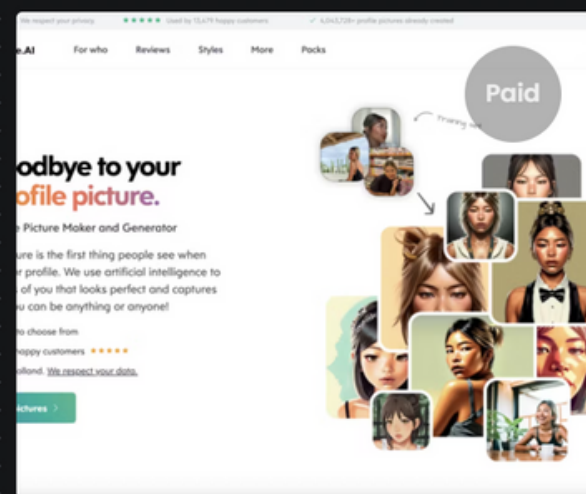 We respect your privacy. ★★★★★ Used by 13,679 happy customers ✓ 6,043,728+ profile pictures already created
e.AI For who Reviews Styles More Packs
Paid
Training
oodbye to your
ofile picture.
e Picture Maker and Generator
ure is the first thing people see when
r profile. We use artificial intelligence to
s of you that looks perfect and captures
u can be anything or anyone!
to choose from
happy customers ★★★★★
olland. We respect your data.
ictures >